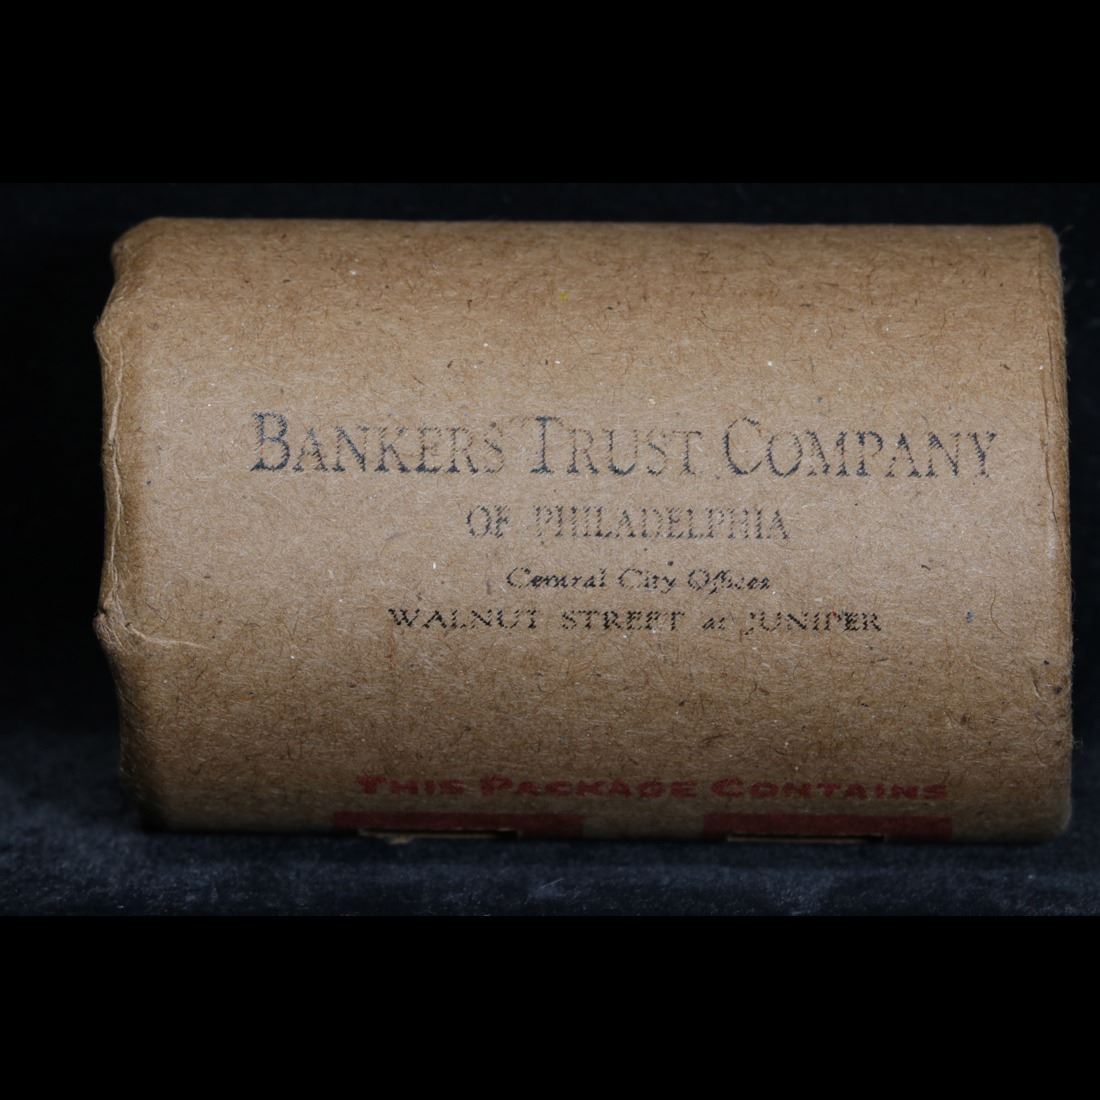 BANKERS TRUST COMPANY
OF PHILADELPHIA
Central City Offices
WALNUT STREET at JUNIPER
THIS PACKAGE CONTAINS